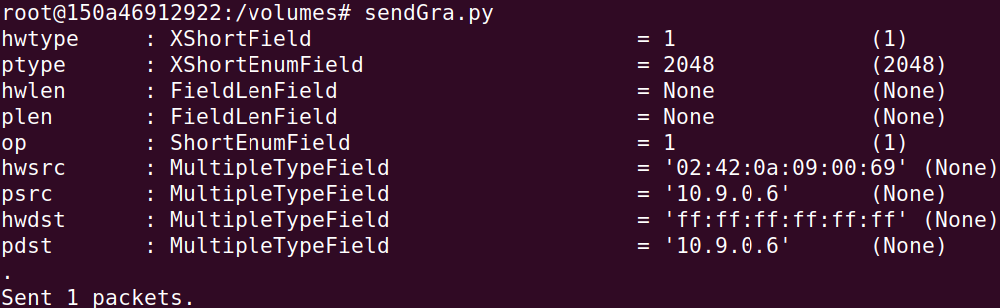 root@150a46912922:/volumes# sendGra.py
hwtype     : XShortField                         = 1               (1)
ptype      : XShortEnumField                     = 2048            (2048)
hwlen      : FieldLenField                       = None            (None)
plen       : FieldLenField                       = None            (None)
op         : ShortEnumField                      = 1               (1)
hwsrc      : MultipleTypeField                   = '02:42:0a:09:00:69' (None)
psrc       : MultipleTypeField                   = '10.9.0.6'      (None)
hwdst      : MultipleTypeField                   = 'ff:ff:ff:ff:ff:ff' (None)
pdst       : MultipleTypeField                   = '10.9.0.6'      (None)
.
Sent 1 packets.